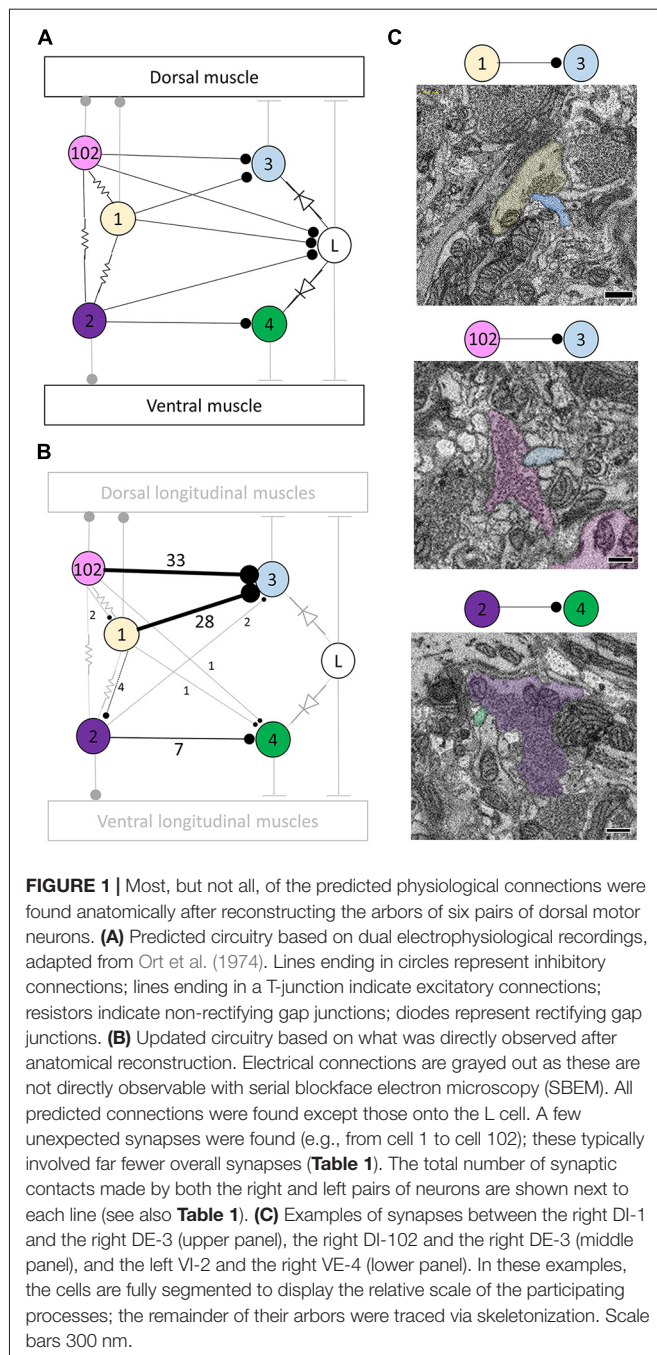 A
Dorsal muscle
102
3
1
L
2
4
Ventral muscle
B
Dorsal longitudinal muscles
33
102
3
2
1
28
2
L
4
1
1
2
4
7
Ventral longitudinal muscles
C
1
3
102
3
2
4
FIGURE 1 | Most, but not all, of the predicted physiological connections were
found anatomically after reconstructing the arbors of six pairs of dorsal motor
neurons. (A) Predicted circuitry based on dual electrophysiological recordings,
adapted from Ort et al. (1974). Lines ending in circles represent inhibitory
connections; lines ending in a T-junction indicate excitatory connections;
resistors indicate non-rectifying gap junctions; diodes represent rectifying gap
junctions. (B) Updated circuitry based on what was directly observed after
anatomical reconstruction. Electrical connections are grayed out as these are
not directly observable with serial blockface electron microscopy (SBEM). All
predicted connections were found except those onto the L cell. A few
unexpected synapses were found (e.g., from cell 1 to cell 102); these typically
involved far fewer overall synapses (Table 1). The total number of synaptic
contacts made by both the right and left pairs of neurons are shown next to
each line (see also Table 1). (C) Examples of synapses between the right DI-1
and the right DE-3 (upper panel), the right DI-102 and the right DE-3 (middle
panel), and the left VI-2 and the right VE-4 (lower panel). In these examples,
the cells are fully segmented to display the relative scale of the participating
processes; the remainder of their arbors were traced via skeletonization. Scale
bars 300 nm.